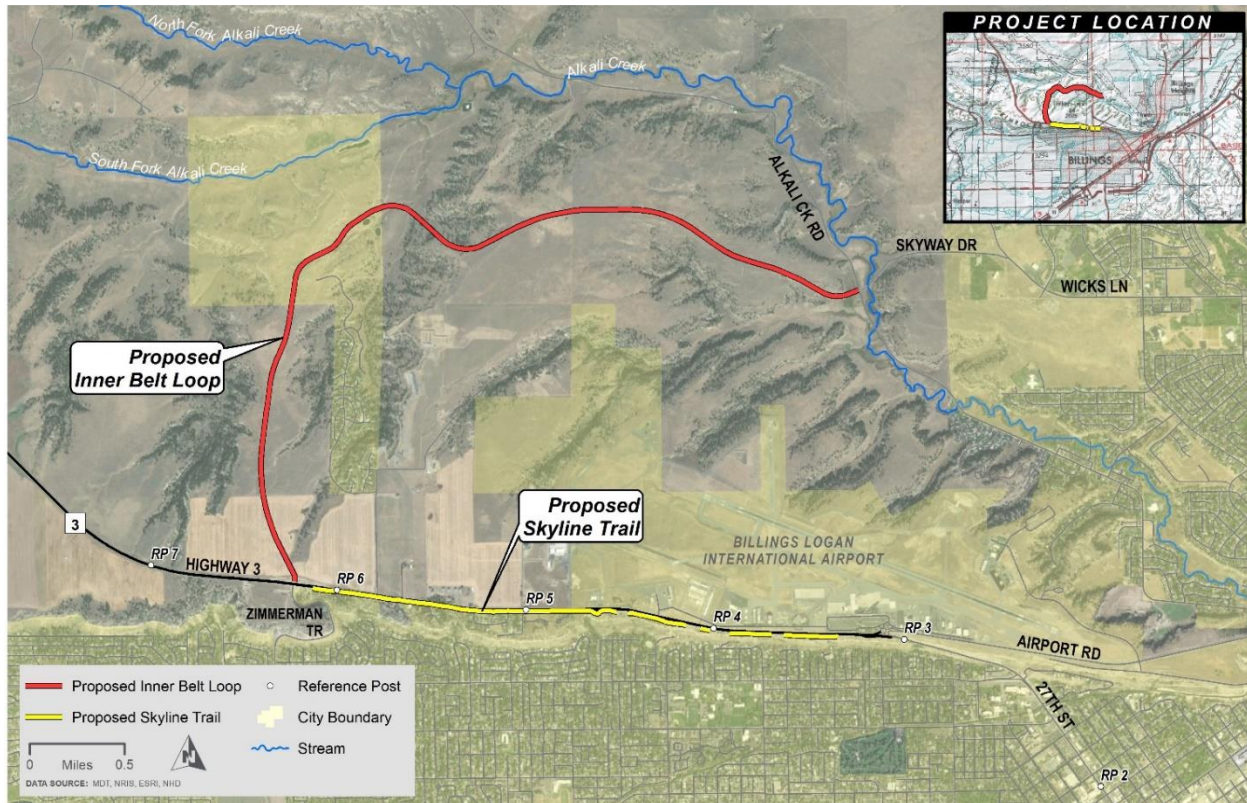 PROJECT LOCATION
BILLINGS
North Fork Alkali Creek
Alkali Creek
South Fork Alkali Creek
ALKALI CK RD
SKYWAY DR
WICKS LN
Proposed
Inner Belt Loop
Proposed
Skyline Trail
3
RP 7
HIGHWAY 3
RP 6
RP 5
BILLINGS LOGAN
INTERNATIONAL AIRPORT
RP 4
RP 3
ZIMMERMAN
TR
AIRPORT RD
27TH ST
RP 2
Proposed Inner Belt Loop
Reference Post
Proposed Skyline Trail
City Boundary
Stream
0 Miles 0.5
N
DATA SOURCE: MDT, NRIS, ESRI, NHD